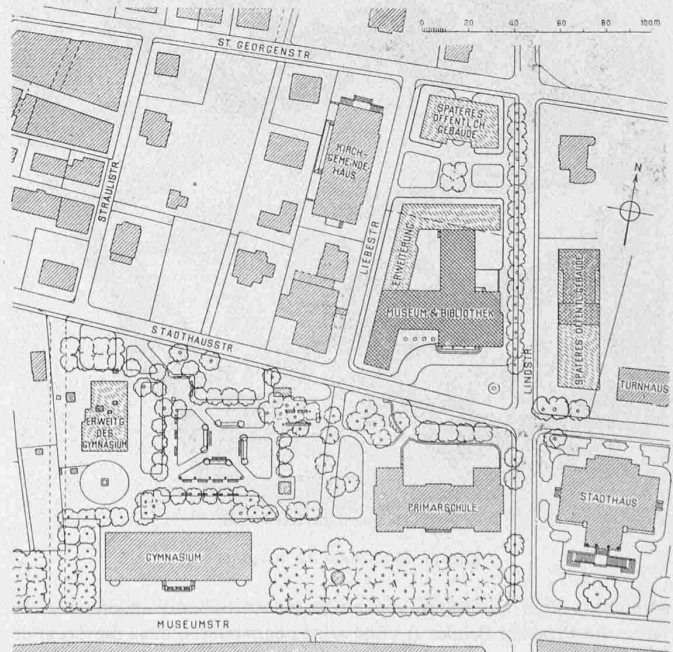 0 20 40 60 80 100m
ST. GEORGENSTR
SPÄTERES
ÖFFENTLICH.
GEBÄUDE
KIRCH-
GEMEINDE-
HAUS
N
STRAULISTR.
LIEBESTR
ERWEITERUNG
MUSEUM & BIBLIOTHEK
SPÄTERES ÖFFENTL. GEBÄUDE
STADTHAUSSTR
LINDSTR.
TURNHAUS
ERWEITG
DES
GYMNASIUM
PRIMARSCHULE
STADTHAUS
GYMNASIUM
MUSEUMSTR